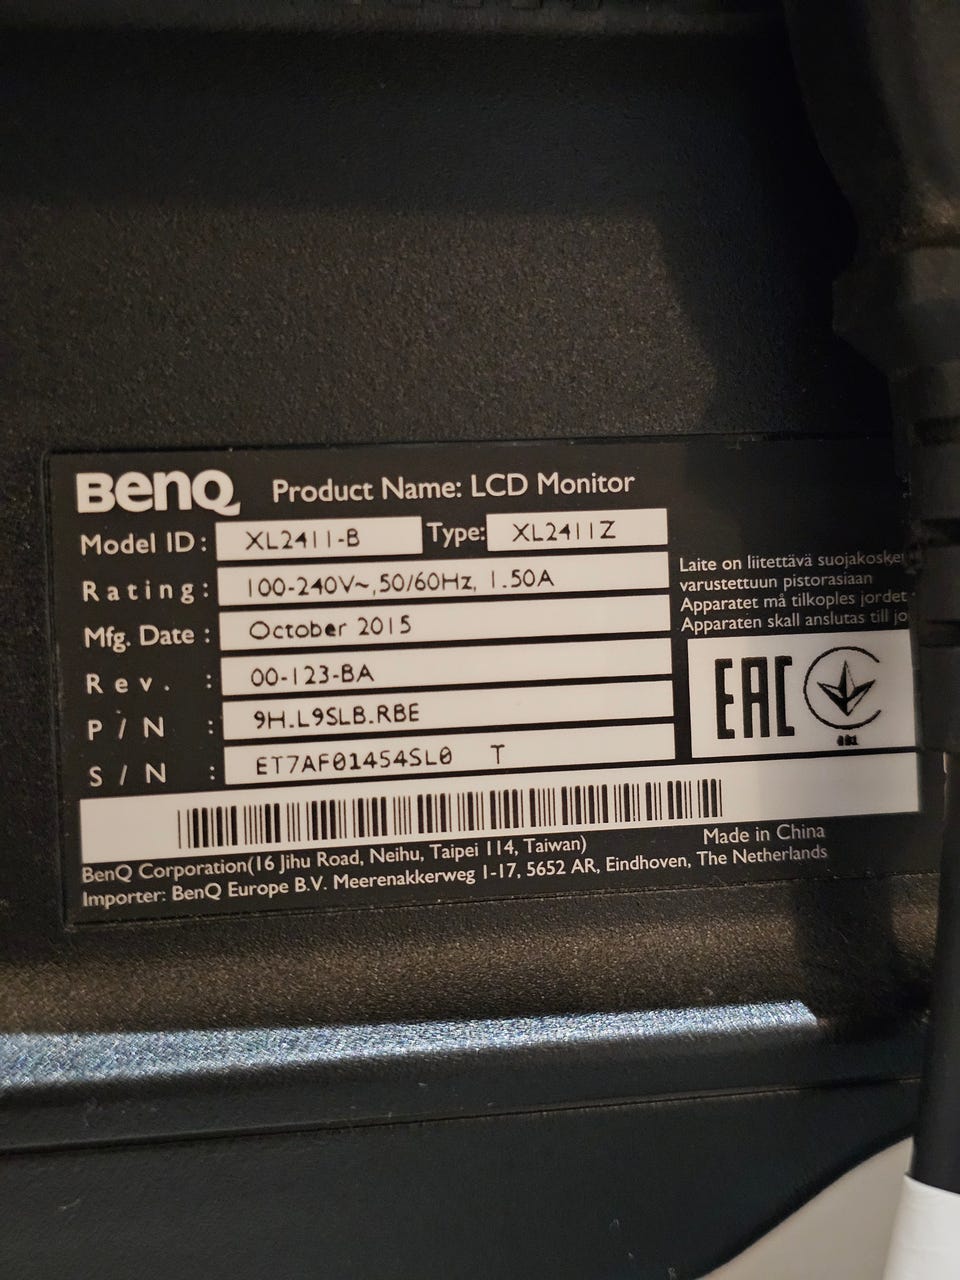 BenQ Product Name: LCD Monitor
Model ID: XL2411-B Type: XL2411Z
Rating: 100-240V~,50/60Hz, 1.50A
Mfg. Date: October 2015
Rev. : 00-123-BA
P/N : 9H.L9SLB.RBE
S/N : ET7AF01454SL0 T
Laite on liitettävä
varustettuun pistorasiaan
Apparatet må tilkoples jordet
Apparaten skall anslutas till
EAC
Made in China
BenQ Corporation(16 Jihu Road, Neihu, Taipei 114, Taiwan)
Importer: BenQ Europe B.V. Meerenakkerweg 1-17, 5652 AR, Eindhoven, The Netherlands